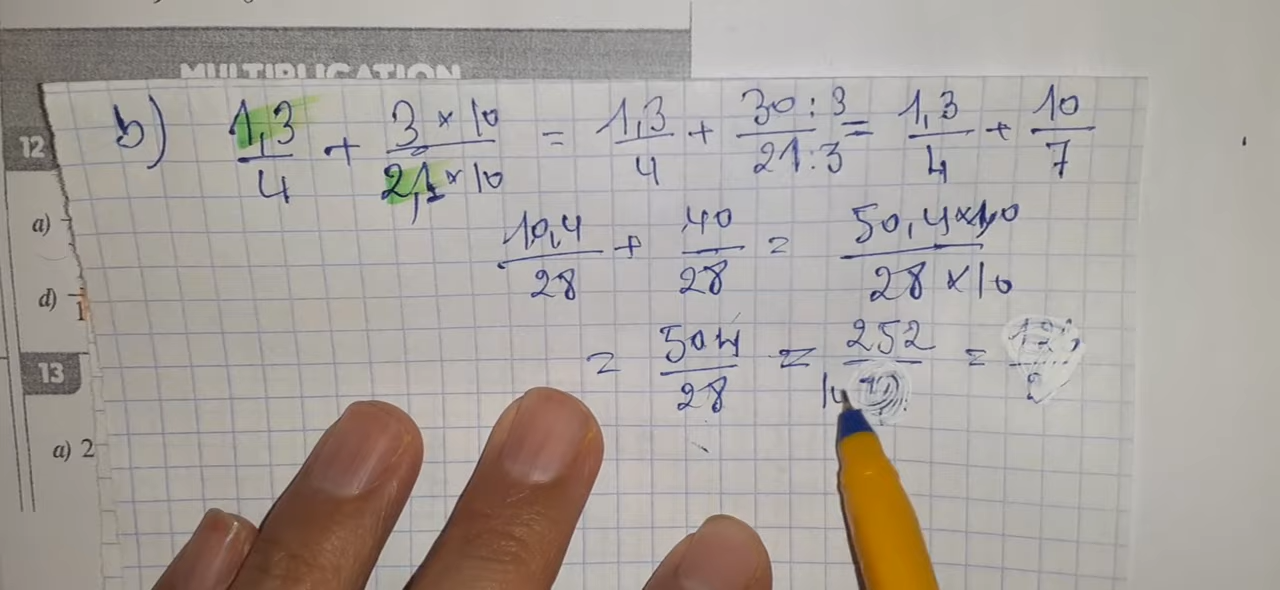 MULTIPLICATION
12
b) 1,3/4 + 3 × 10/2,1 × 10 = 1,3/4 + 30 : 3/21 : 3 = 1,3/4 + 10/7
a)
10,4/28 + 40/28 = 50,4 × 10/28 × 10
d) 1
13
= 504/28 = 252/14 =
a) 2